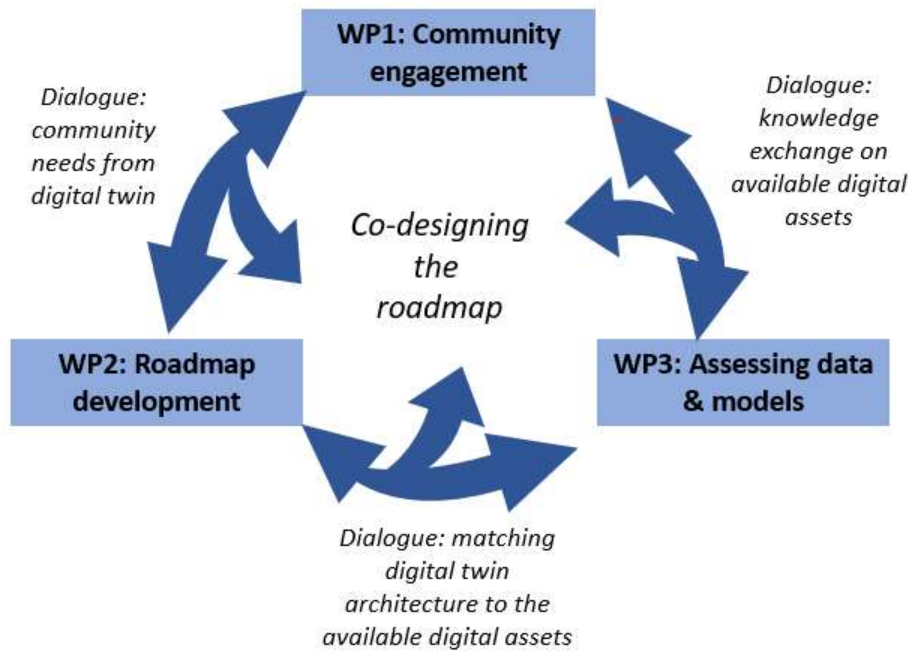 WP1: Community
engagement
Dialogue:
community
needs from
digital twin
Dialogue:
knowledge
exchange on
available digital
assets
Co-designing
the
roadmap
WP2: Roadmap
development
WP3: Assessing data
& models
Dialogue: matching
digital twin
architecture to the
available digital assets